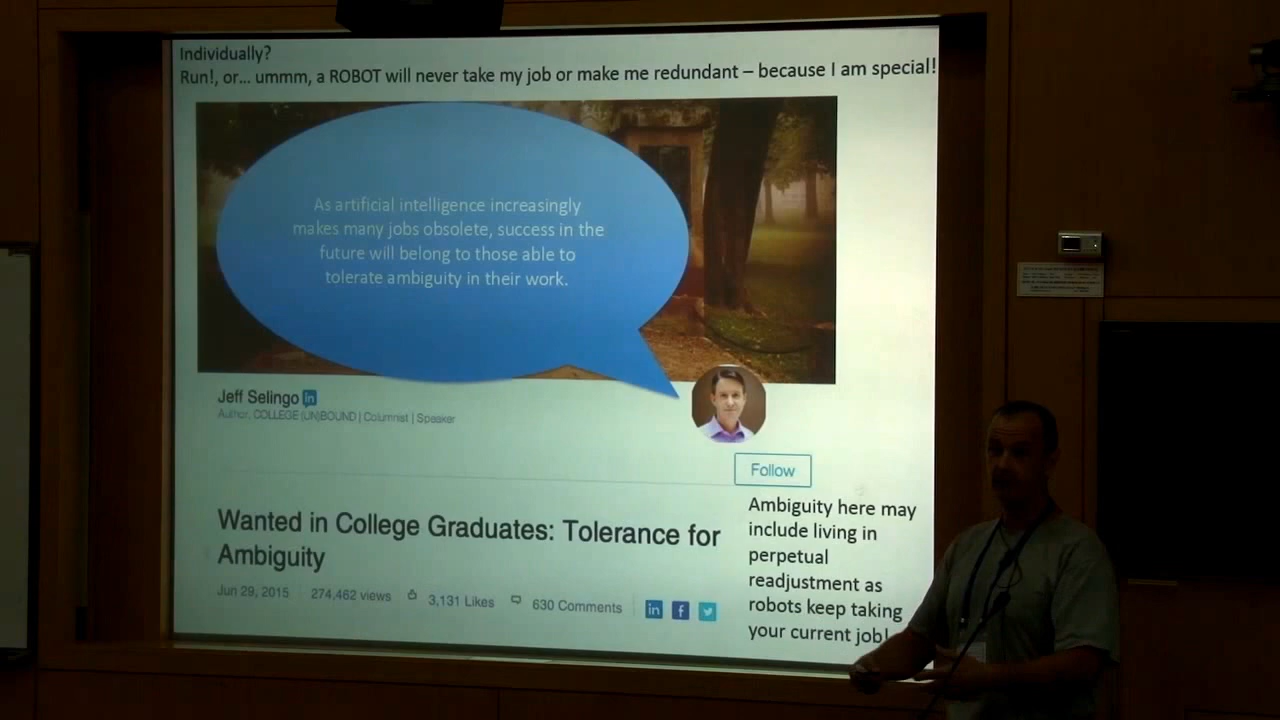 Individually?
Run!, or... ummm, a ROBOT will never take my job or make me redundant – because I am special!
As artificial intelligence increasingly
makes many jobs obsolete, success in the
future will belong to those able to
tolerate ambiguity in their work.
Jeff Selingo in
Author, COLLEGE (UN)BOUND | Columnist | Speaker
Follow
Wanted in College Graduates: Tolerance for
Ambiguity
Jun 29, 2015 274,462 views 3,131 Likes 630 Comments in f
Ambiguity here may
include living in
perpetual
readjustment as
robots keep taking
your current job!